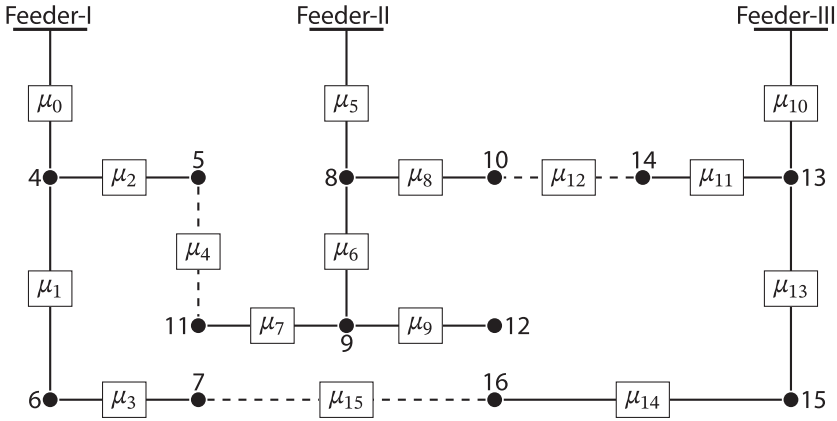 Feeder-I Feeder-II Feeder-III
μ0 μ5 μ10
4 μ2 5 8 μ8 10 μ12 14 μ11 13
μ4 μ6
μ1 μ13
11 μ7 9 μ9 12
6 μ3 7 μ15 16 μ14 15